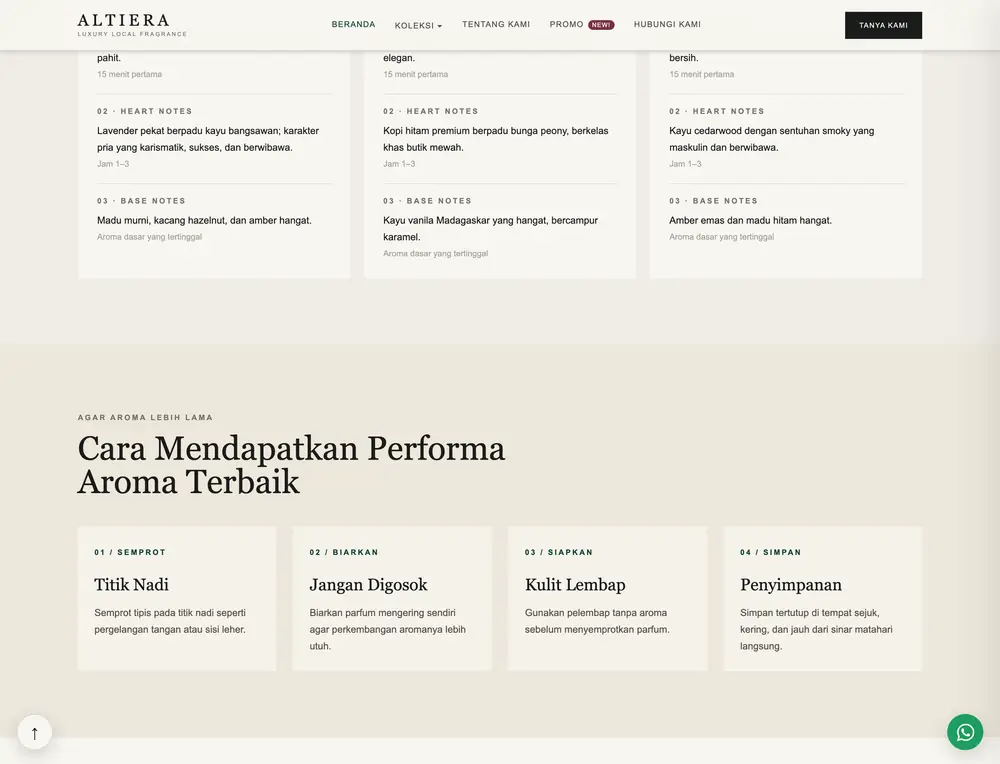 ALTIERA
LUXURY LOCAL FRAGRANCE
BERANDA
KOLEKSI
TENTANG KAMI
PROMO NEW!
HUBUNGI KAMI
TANYA KAMI
pahit.
15 menit pertama
02 · HEART NOTES
Lavender pekat berpadu kayu bangsawan; karakter
pria yang karismatik, sukses, dan berwibawa.
Jam 1–3
03 · BASE NOTES
Madu murni, kacang hazelnut, dan amber hangat.
Aroma dasar yang tertinggal
elegan.
15 menit pertama
02 · HEART NOTES
Kopi hitam premium berpadu bunga peony, berkelas
khas butik mewah.
Jam 1–3
03 · BASE NOTES
Kayu vanila Madagaskar yang hangat, bercampur
karamel.
Aroma dasar yang tertinggal
bersih.
15 menit pertama
02 · HEART NOTES
Kayu cedarwood dengan sentuhan smoky yang
maskulin dan berwibawa.
Jam 1–3
03 · BASE NOTES
Amber emas dan madu hitam hangat.
Aroma dasar yang tertinggal
AGAR AROMA LEBIH LAMA
Cara Mendapatkan Performa
Aroma Terbaik
01 / SEMPROT
Titik Nadi
Semprot tipis pada titik nadi seperti
pergelangan tangan atau sisi leher.
02 / BIARKAN
Jangan Digosok
Biarkan parfum mengering sendiri
agar perkembangan aromanya lebih
utuh.
03 / SIAPKAN
Kulit Lembap
Gunakan pelembap tanpa aroma
sebelum menyemprotkan parfum.
04 / SIMPAN
Penyimpanan
Simpan tertutup di tempat sejuk,
kering, dan jauh dari sinar matahari
langsung.